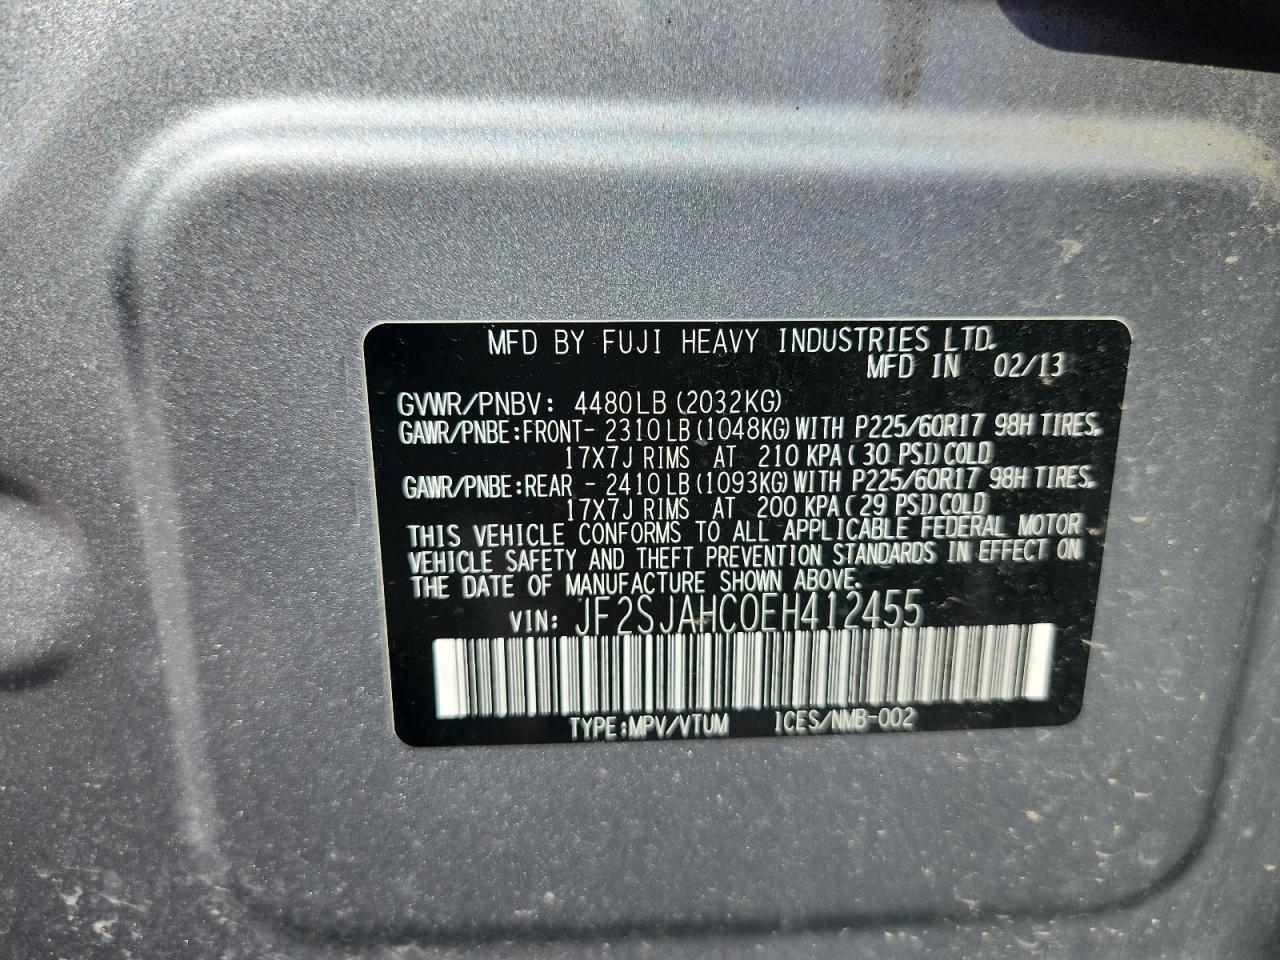 MFD BY FUJI HEAVY INDUSTRIES LTD.
MFD IN 02/13
GVWR/PNBV: 4480LB (2032KG)
GAWR/PNBE:FRONT- 2310LB(1048KG)WITH P225/60R17 98H TIRES.
17X7J RIMS AT 210 KPA(30 PSI)COLD
GAWR/PNBE:REAR - 2410LB(1093KG)WITH P225/60R17 98H TIRES.
17X7J RIMS AT 200 KPA(29 PSI)COLD
THIS VEHICLE CONFORMS TO ALL APPLICABLE FEDERAL MOTOR
VEHICLE SAFETY AND THEFT PREVENTION STANDARDS IN EFFECT ON
THE DATE OF MANUFACTURE SHOWN ABOVE.
VIN: JF2SJAHC0EH412455
TYPE:MPV/VTUM ICES/NMB-002